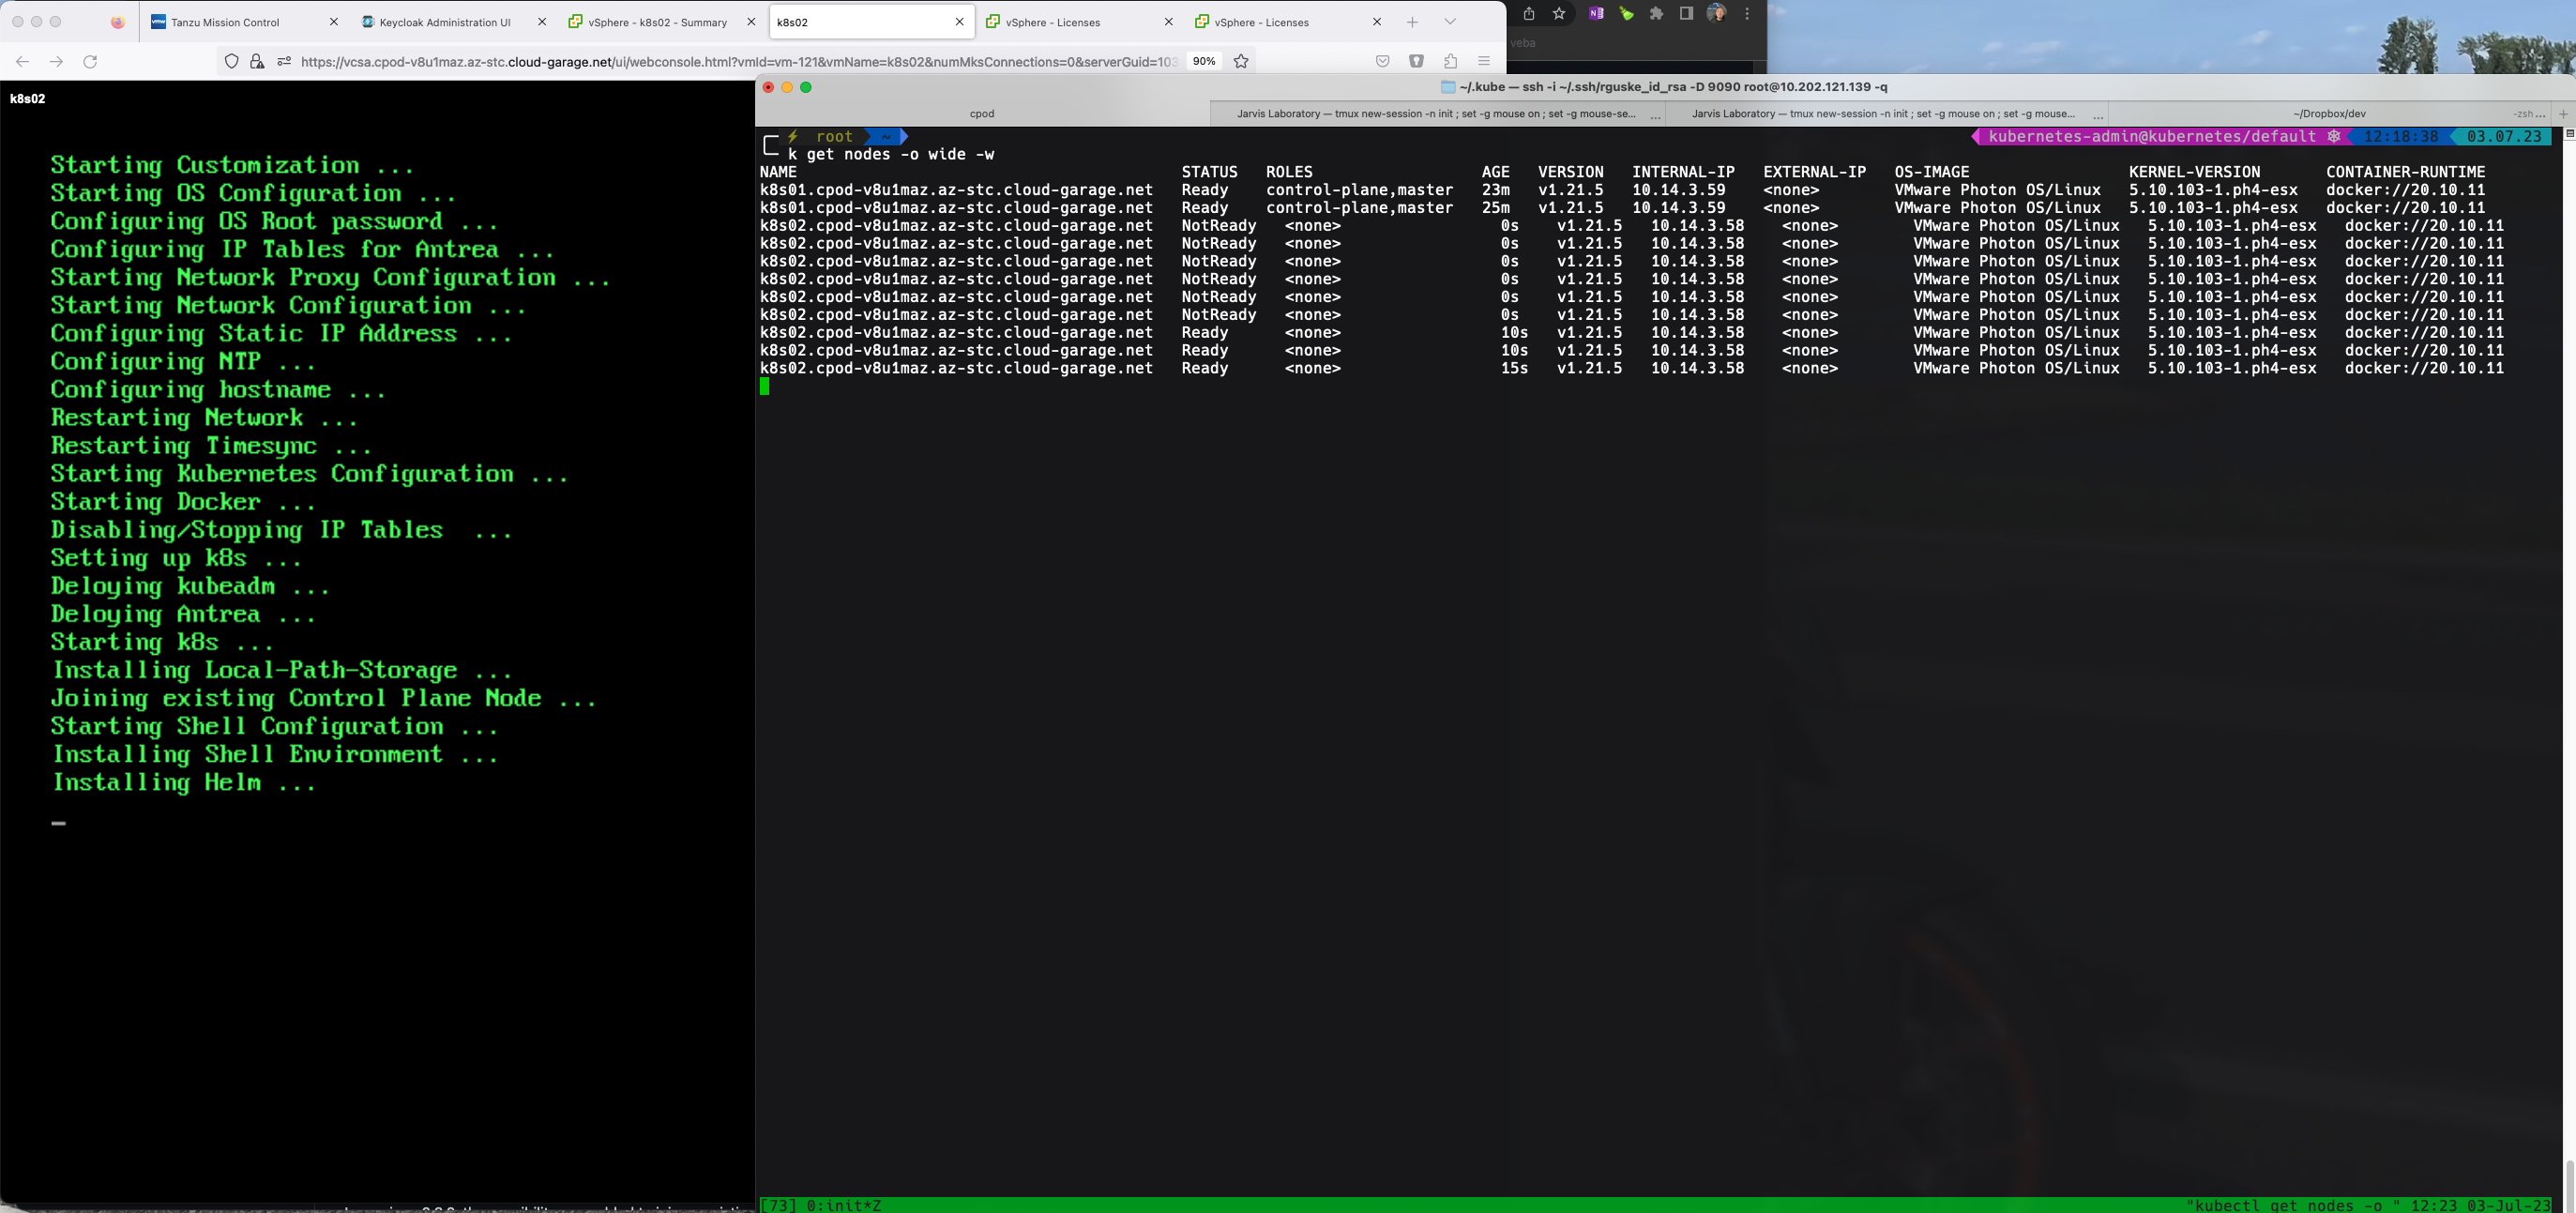 Tanzu Mission Control
Keycloak Administration UI
vSphere - k8s02 - Summary
k8s02
vSphere - Licenses
vSphere - Licenses
veba
https://vcsa.cpod-v8u1maz.az-stc.cloud-garage.net/ui/webconsole.html?vmId=vm-121&vmName=k8s02&numMksConnections=0&serverGuid=103
90%
k8s02
Starting Customization ...
Starting OS Configuration ...
Configuring OS Root password ...
Configuring IP Tables for Antrea ...
Starting Network Proxy Configuration ...
Starting Network Configuration ...
Configuring Static IP Address ...
Configuring NTP ...
Configuring hostname ...
Restarting Network ...
Restarting Timesync ...
Starting Kubernetes Configuration ...
Starting Docker ...
Disabling/Stopping IP Tables  ...
Setting up k8s ...
Deloying kubeadm ...
Deloying Antrea ...
Starting k8s ...
Installing Local-Path-Storage ...
Joining existing Control Plane Node ...
Starting Shell Configuration ...
Installing Shell Environment ...
Installing Helm ...
~/.kube — ssh -i ~/.ssh/rguske_id_rsa -D 9090 root@10.202.121.139 -q
cpod
Jarvis Laboratory — tmux new-session -n init ; set -g mouse on ; set -g mouse-se... ...
Jarvis Laboratory — tmux new-session -n init ; set -g mouse on ; set -g mouse... ...
~/Dropbox/dev
-zsh ...
root ~ kubernetes-admin@kubernetes/default 12:18:38 03.07.23
k get nodes -o wide -w
NAME STATUS ROLES AGE VERSION INTERNAL-IP EXTERNAL-IP OS-IMAGE KERNEL-VERSION CONTAINER-RUNTIME
k8s01.cpod-v8u1maz.az-stc.cloud-garage.net Ready control-plane,master 23m v1.21.5 10.14.3.59 <none> VMware Photon OS/Linux 5.10.103-1.ph4-esx docker://20.10.11
k8s01.cpod-v8u1maz.az-stc.cloud-garage.net Ready control-plane,master 25m v1.21.5 10.14.3.59 <none> VMware Photon OS/Linux 5.10.103-1.ph4-esx docker://20.10.11
k8s02.cpod-v8u1maz.az-stc.cloud-garage.net NotReady <none> 0s v1.21.5 10.14.3.58 <none> VMware Photon OS/Linux 5.10.103-1.ph4-esx docker://20.10.11
k8s02.cpod-v8u1maz.az-stc.cloud-garage.net NotReady <none> 0s v1.21.5 10.14.3.58 <none> VMware Photon OS/Linux 5.10.103-1.ph4-esx docker://20.10.11
k8s02.cpod-v8u1maz.az-stc.cloud-garage.net NotReady <none> 0s v1.21.5 10.14.3.58 <none> VMware Photon OS/Linux 5.10.103-1.ph4-esx docker://20.10.11
k8s02.cpod-v8u1maz.az-stc.cloud-garage.net NotReady <none> 0s v1.21.5 10.14.3.58 <none> VMware Photon OS/Linux 5.10.103-1.ph4-esx docker://20.10.11
k8s02.cpod-v8u1maz.az-stc.cloud-garage.net NotReady <none> 0s v1.21.5 10.14.3.58 <none> VMware Photon OS/Linux 5.10.103-1.ph4-esx docker://20.10.11
k8s02.cpod-v8u1maz.az-stc.cloud-garage.net NotReady <none> 0s v1.21.5 10.14.3.58 <none> VMware Photon OS/Linux 5.10.103-1.ph4-esx docker://20.10.11
k8s02.cpod-v8u1maz.az-stc.cloud-garage.net Ready <none> 10s v1.21.5 10.14.3.58 <none> VMware Photon OS/Linux 5.10.103-1.ph4-esx docker://20.10.11
k8s02.cpod-v8u1maz.az-stc.cloud-garage.net Ready <none> 10s v1.21.5 10.14.3.58 <none> VMware Photon OS/Linux 5.10.103-1.ph4-esx docker://20.10.11
k8s02.cpod-v8u1maz.az-stc.cloud-garage.net Ready <none> 15s v1.21.5 10.14.3.58 <none> VMware Photon OS/Linux 5.10.103-1.ph4-esx docker://20.10.11
[73] 0:init*Z "kubectl get nodes -o " 12:23 03-Jul-23